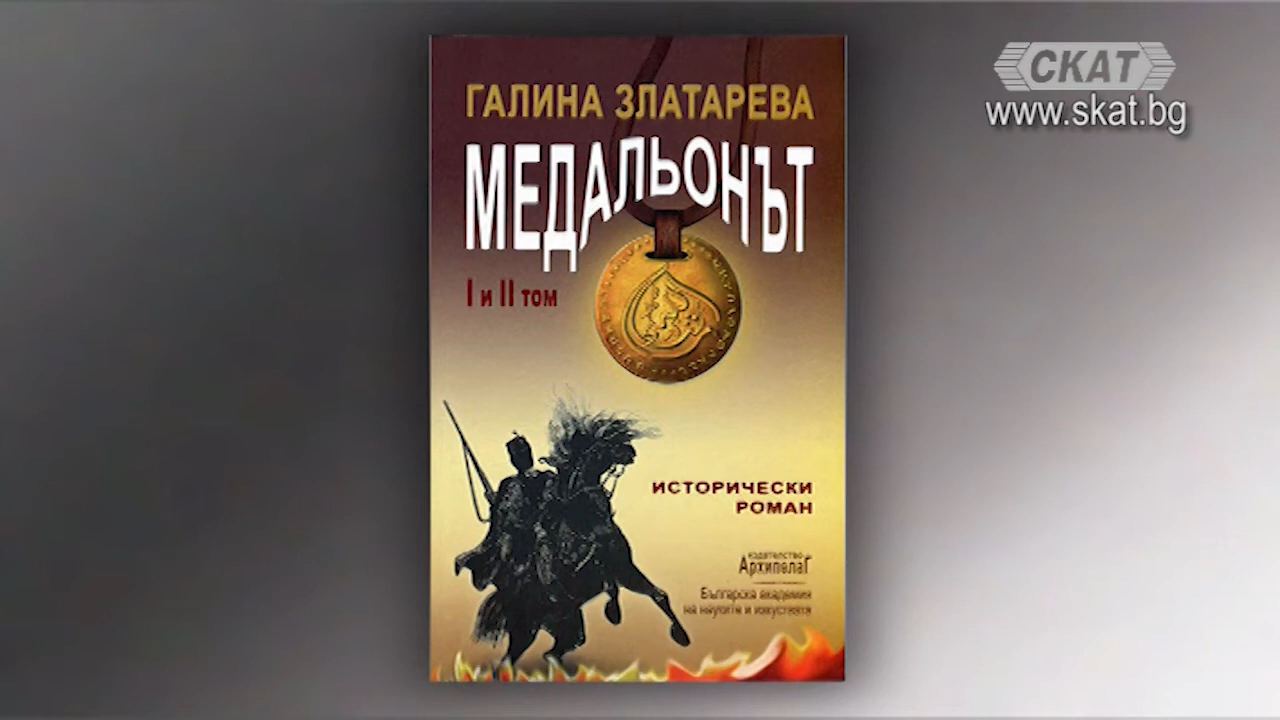 СКАТ
www.skat.bg
ГАЛИНА ЗЛАТАРЕВА
МЕДАЛЬОНЪТ
I и II том
ИСТОРИЧЕСКИ
РОМАН
издателство
Архипелаг
Българска академия
на науките и изкуствата